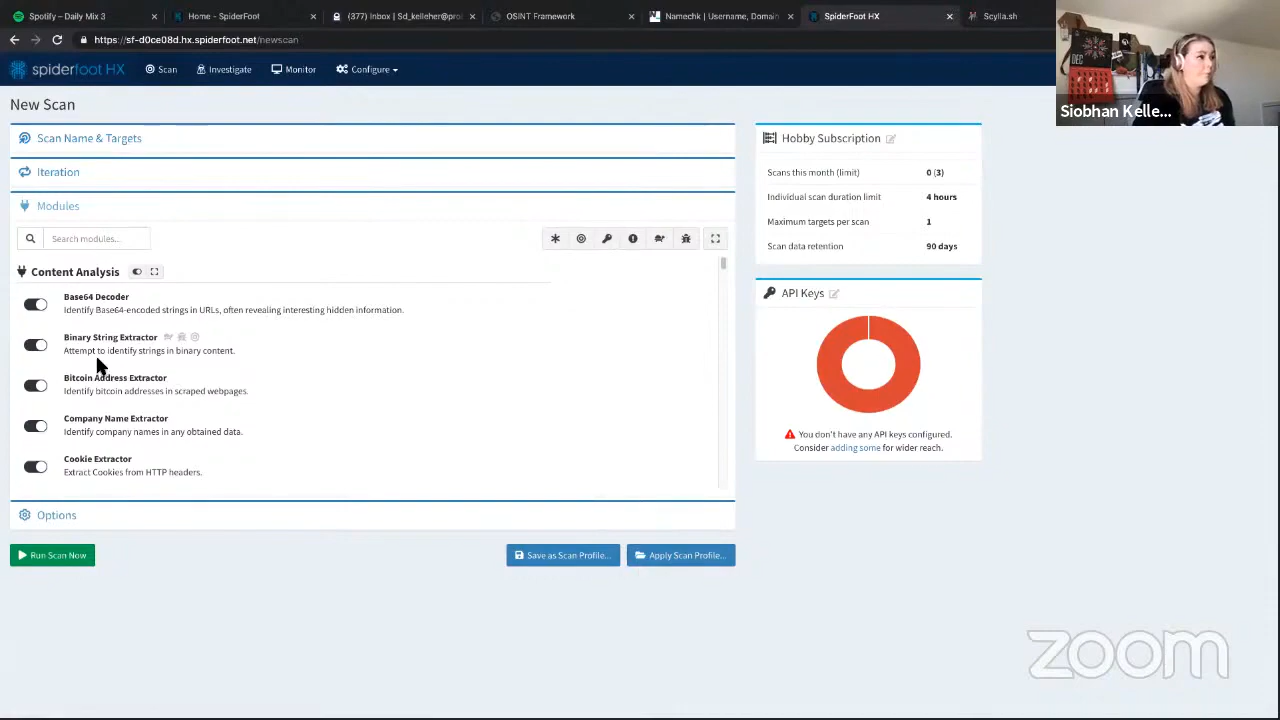 Spotify – Daily Mix 3
Home - SpiderFoot
(377) Inbox | Sd_kelleher@pro
OSINT Framework
Namechk | Username, Domain
SpiderFoot HX
Scylla.sh
https://sf-d0ce08d.hx.spiderfoot.net/newscan
spiderfoot HX
Scan
Investigate
Monitor
Configure
New Scan
Scan Name & Targets
Iteration
Modules
Search modules...
Content Analysis
Base64 Decoder
Identify Base64-encoded strings in URLs, often revealing interesting hidden information.
Binary String Extractor
Attempt to identify strings in binary content.
Bitcoin Address Extractor
Identify bitcoin addresses in scraped webpages.
Company Name Extractor
Identify company names in any obtained data.
Cookie Extractor
Extract Cookies from HTTP headers.
Options
Run Scan Now
Save as Scan Profile...
Apply Scan Profile...
Hobby Subscription
Scans this month (limit) 0 (3)
Individual scan duration limit 4 hours
Maximum targets per scan 1
Scan data retention 90 days
API Keys
You don't have any API keys configured.
Consider adding some for wider reach.
DEC
Siobhan Kelle...
zoom